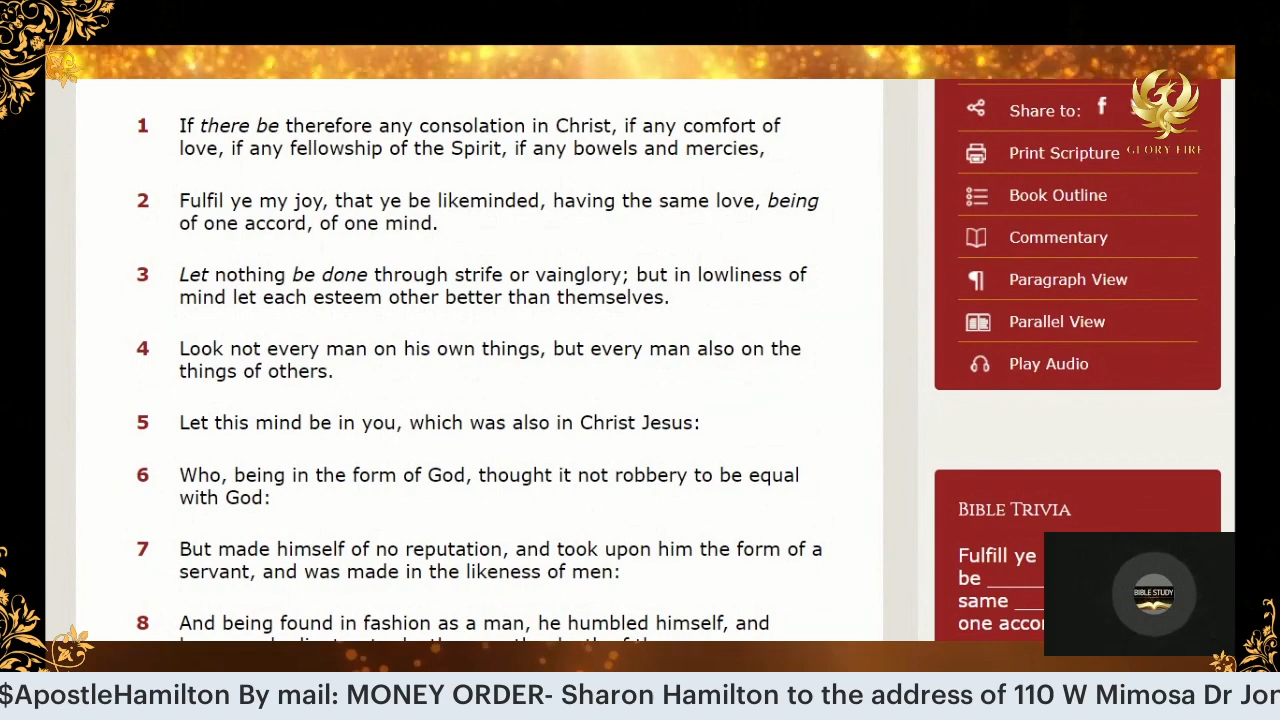 1 If there be therefore any consolation in Christ, if any comfort of
love, if any fellowship of the Spirit, if any bowels and mercies,
2 Fulfil ye my joy, that ye be likeminded, having the same love, being
of one accord, of one mind.
3 Let nothing be done through strife or vainglory; but in lowliness of
mind let each esteem other better than themselves.
4 Look not every man on his own things, but every man also on the
things of others.
5 Let this mind be in you, which was also in Christ Jesus:
6 Who, being in the form of God, thought it not robbery to be equal
with God:
7 But made himself of no reputation, and took upon him the form of a
servant, and was made in the likeness of men:
8 And being found in fashion as a man, he humbled himself, and
Share to:
GLORY FIRE
Print Scripture
Book Outline
Commentary
Paragraph View
Parallel View
Play Audio
BIBLE TRIVIA
Fulfill ye
be ______
same ___
one accor
BIBLE STUDY
$ApostleHamilton By mail: MONEY ORDER- Sharon Hamilton to the address of 110 W Mimosa Dr Jon